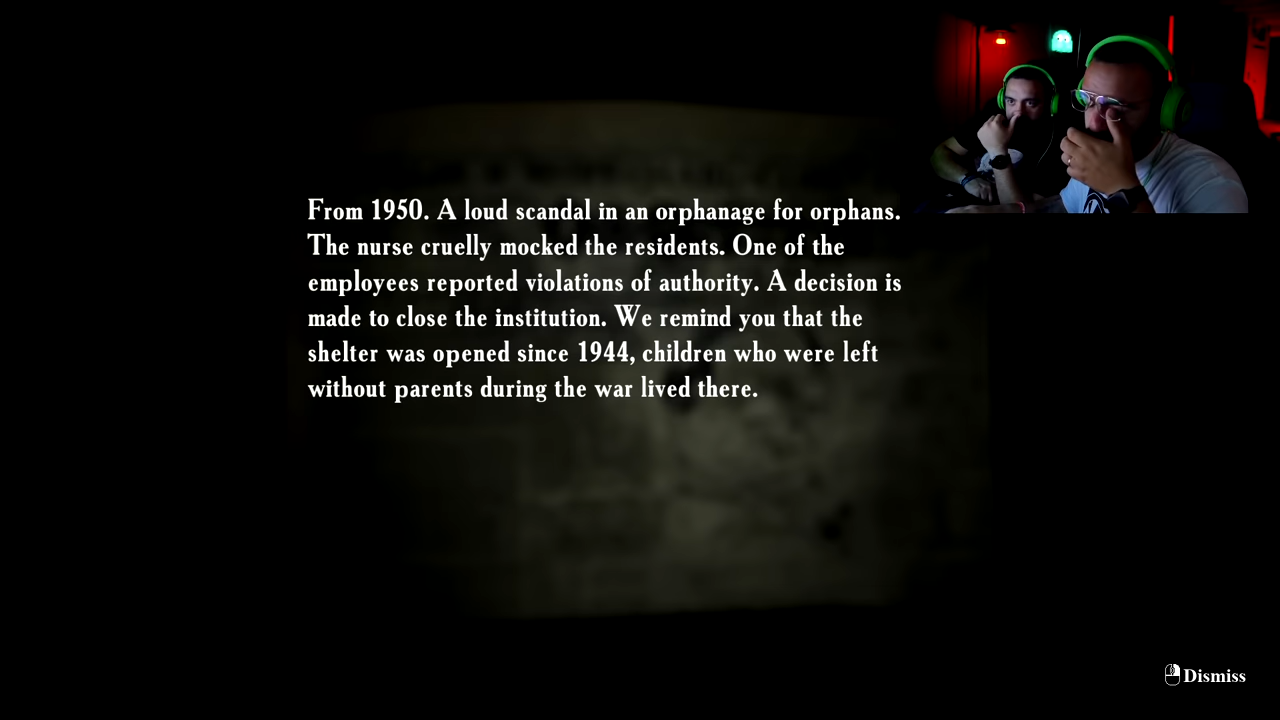 From 1950. A loud scandal in an orphanage for orphans.
The nurse cruelly mocked the residents. One of the
employees reported violations of authority. A decision is
made to close the institution. We remind you that the
shelter was opened since 1944, children who were left
without parents during the war lived there.
Dismiss